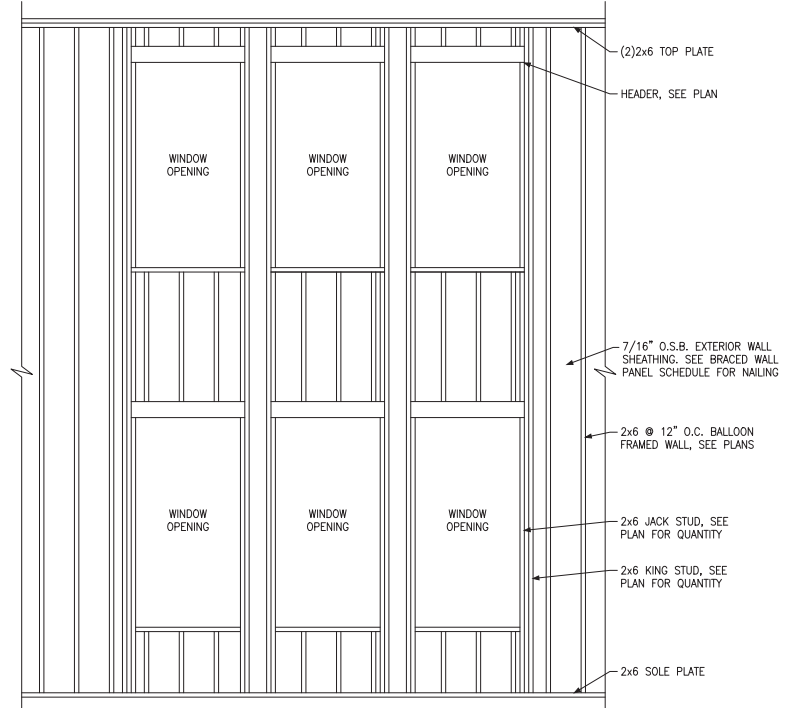 (2)2x6 TOP PLATE
HEADER, SEE PLAN
WINDOW
OPENING
WINDOW
OPENING
WINDOW
OPENING
7/16" O.S.B. EXTERIOR WALL
SHEATHING. SEE BRACED WALL
PANEL SCHEDULE FOR NAILING
2x6 @ 12" O.C. BALLOON
FRAMED WALL, SEE PLANS
WINDOW
OPENING
WINDOW
OPENING
WINDOW
OPENING
2x6 JACK STUD, SEE
PLAN FOR QUANTITY
2x6 KING STUD, SEE
PLAN FOR QUANTITY
2x6 SOLE PLATE